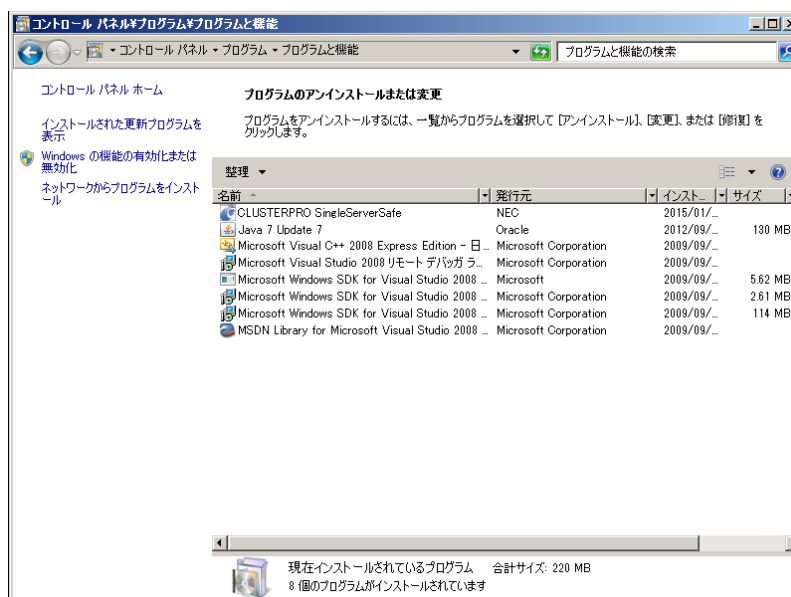 コントロール パネル¥プログラム¥プログラムと機能
コントロール パネル プログラム プログラムと機能
プログラムと機能の検索
コントロール パネル ホーム
インストールされた更新プログラムを
表示
Windows の機能の有効化または
無効化
ネットワークからプログラムをインスト
ール
プログラムのアンインストールまたは変更
プログラムをアンインストールするには、一覧からプログラムを選択して [アンインストール]、[変更]、または [修復] を
クリックします。
整理
名前 発行元 インスト... サイズ
CLUSTERPRO SingleServerSafe NEC 2015/01/...
Java 7 Update 7 Oracle 2012/09/... 130 MB
Microsoft Visual C++ 2008 Express Edition - 日... Microsoft Corporation 2009/09/...
Microsoft Visual Studio 2008 リモート デバッガ ラ... Microsoft Corporation 2009/09/...
Microsoft Windows SDK for Visual Studio 2008 ... Microsoft 2009/09/... 5.62 MB
Microsoft Windows SDK for Visual Studio 2008 ... Microsoft Corporation 2009/09/... 2.61 MB
Microsoft Windows SDK for Visual Studio 2008 ... Microsoft Corporation 2009/09/... 114 MB
MSDN Library for Microsoft Visual Studio 2008 ... Microsoft Corporation 2009/09/...
現在インストールされているプログラム 合計サイズ: 220 MB
8 個のプログラムがインストールされています